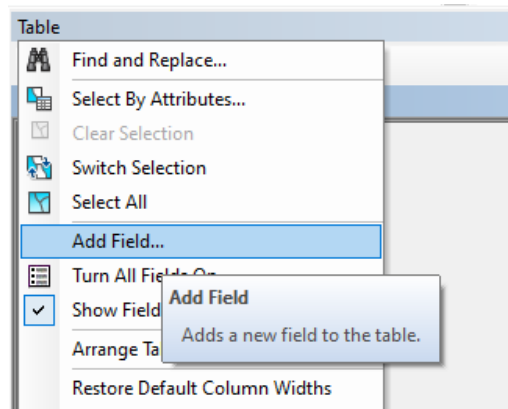 Table
Find and Replace...
Select By Attributes...
Clear Selection
Switch Selection
Select All
Add Field...
Turn All Fields On
Show Field
Add Field
Adds a new field to the table.
Arrange Ta
Restore Default Column Widths